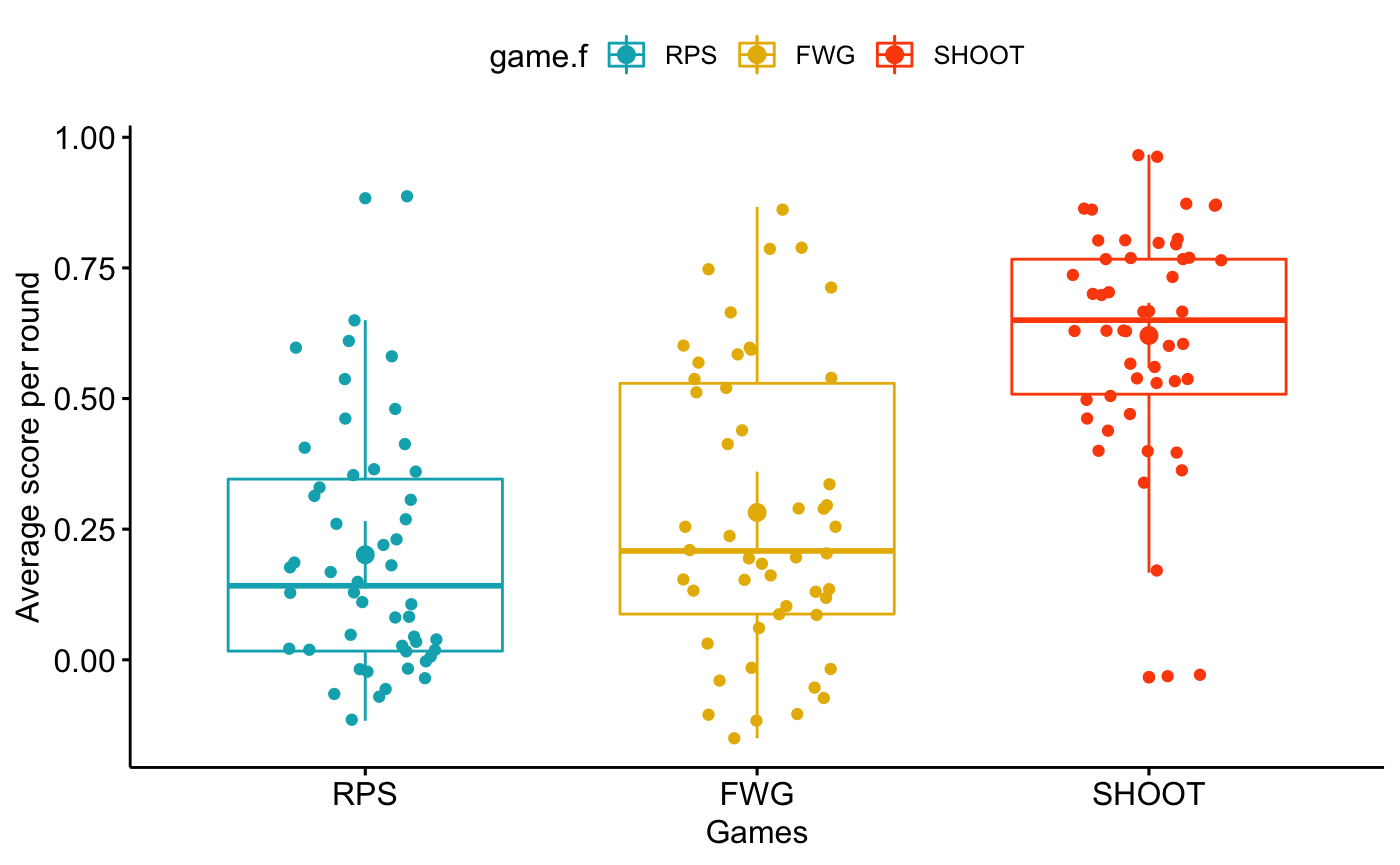 game.f RPS FWG SHOOT
1.00
0.75
0.50
0.25
0.00
Average score per round
RPS FWG SHOOT
Games